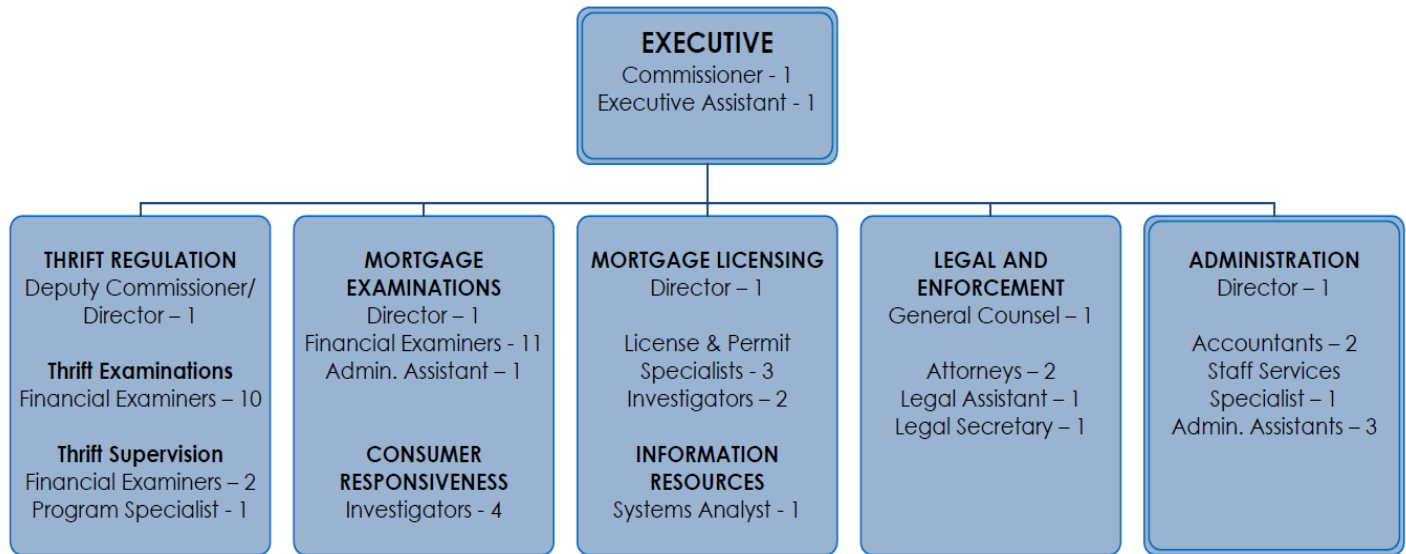 EXECUTIVE
Commissioner - 1
Executive Assistant - 1
THRIFT REGULATION
Deputy Commissioner/
Director – 1
Thrift Examinations
Financial Examiners – 10
Thrift Supervision
Financial Examiners – 2
Program Specialist - 1
MORTGAGE
EXAMINATIONS
Director – 1
Financial Examiners - 11
Admin. Assistant – 1
CONSUMER
RESPONSIVENESS
Investigators - 4
MORTGAGE LICENSING
Director – 1
License & Permit
Specialists - 3
Investigators – 2
INFORMATION
RESOURCES
Systems Analyst - 1
LEGAL AND
ENFORCEMENT
General Counsel – 1
Attorneys – 2
Legal Assistant – 1
Legal Secretary – 1
ADMINISTRATION
Director – 1
Accountants – 2
Staff Services
Specialist – 1
Admin. Assistants – 3